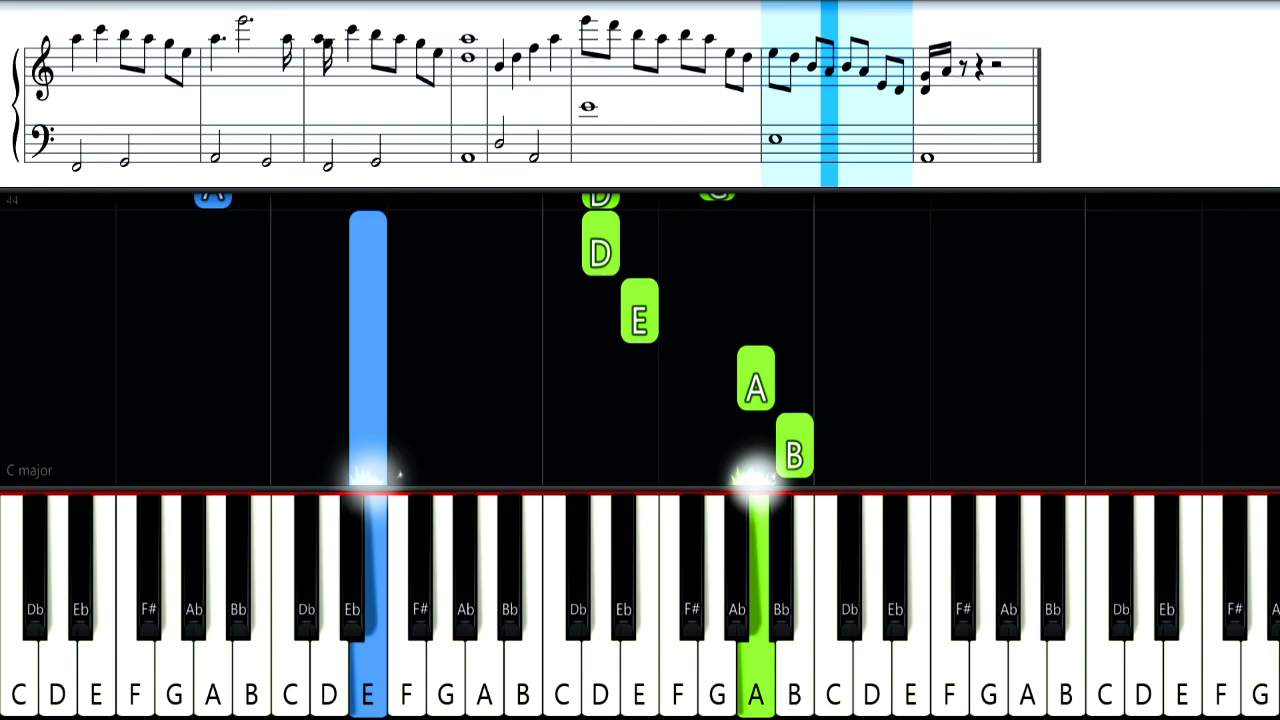 44
A
D
C
D
E
A
B
C major
Db Eb F# Ab Bb Db Eb F# Ab Bb Db Eb F# Ab Bb Db Eb F# Ab Bb Db Eb F# A
C D E F G A B C D E F G A B C D E F G A B C D E F G A B C D E F G